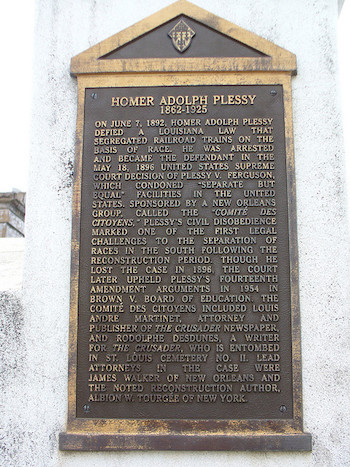 HOMER ADOLPH PLESSY
1862-1925
ON JUNE 7, 1892, HOMER ADOLPH PLESSY
DEFIED A LOUISIANA LAW THAT
SEGREGATED RAILROAD TRAINS ON THE
BASIS OF RACE. HE WAS ARRESTED
AND BECAME THE DEFENDANT IN THE
MAY 18, 1896 UNITED STATES SUPREME
COURT DECISION OF PLESSY V. FERGUSON,
WHICH CONDONED "SEPARATE BUT
EQUAL" FACILITIES IN THE UNITED
STATES. SPONSORED BY A NEW ORLEANS
GROUP, CALLED THE "COMITÉ DES
CITOYENS," PLESSY'S CIVIL DISOBEDIENCE
MARKED ONE OF THE FIRST LEGAL
CHALLENGES TO THE SEPARATION OF
RACES IN THE SOUTH FOLLOWING THE
RECONSTRUCTION PERIOD. THOUGH HE
LOST THE CASE IN 1896, THE COURT
LATER UPHELD PLESSY'S FOURTEENTH
AMENDMENT ARGUMENTS IN 1954 IN
BROWN V. BOARD OF EDUCATION. THE
COMITÉ DES CITOYENS INCLUDED LOUIS
ANDRE MARTINET, ATTORNEY AND
PUBLISHER OF THE CRUSADER NEWSPAPER,
AND RODOLPHE DESDUNES, A WRITER
FOR THE CRUSADER, WHO IS ENTOMBED
IN ST. LOUIS CEMETERY NO. II. LEAD
ATTORNEYS IN THE CASE WERE
JAMES WALKER OF NEW ORLEANS AND
THE NOTED RECONSTRUCTION AUTHOR,
ALBION W. TOURGÉE OF NEW YORK.